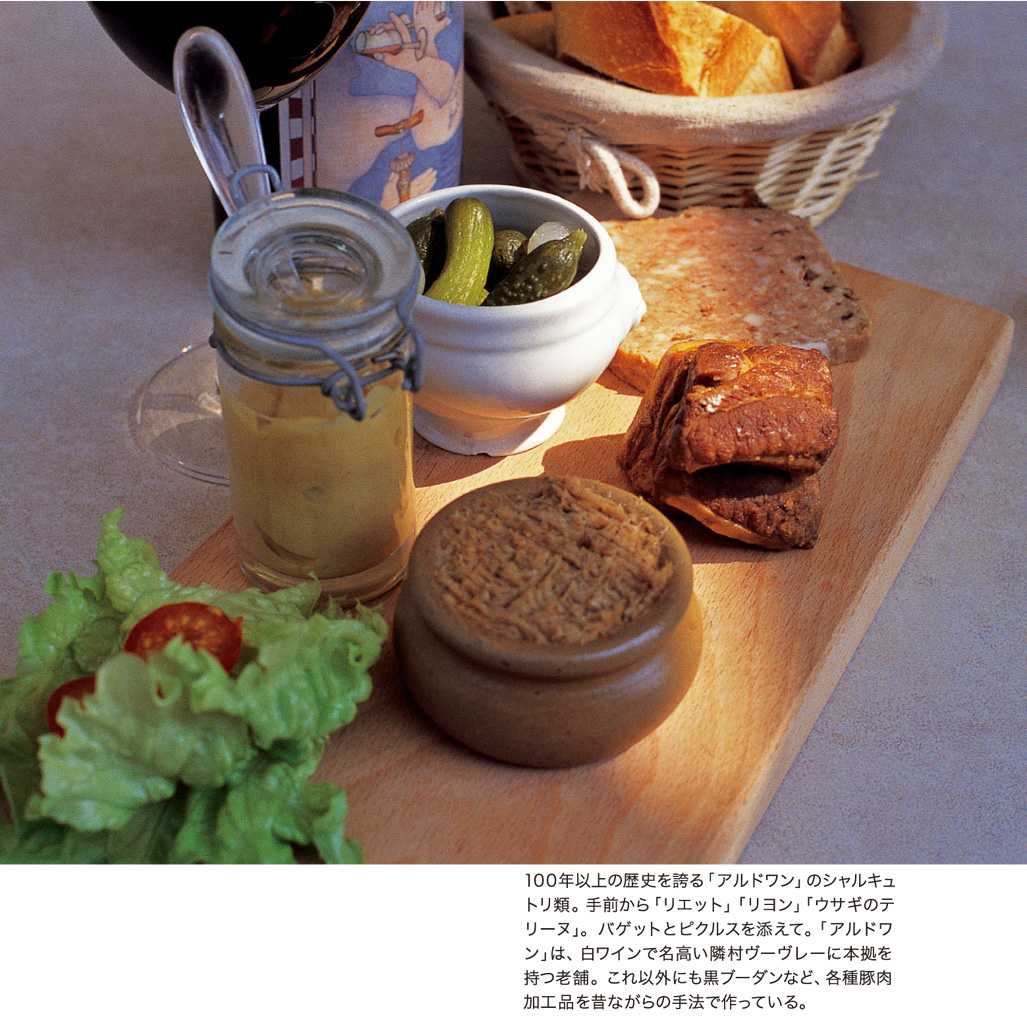 100年以上の歴史を誇る「アルドワン」のシャルキュ
トリ類。手前から「リエット」「リヨン」「ウサギのテ
リーヌ」。バゲットとピクルスを添えて。「アルドワ
ン」は、白ワインで名高い隣村ヴーヴレーに本拠を
持つ老舗。これ以外にも黒ブーダンなど、各種豚肉
加工品を昔ながらの手法で作っている。